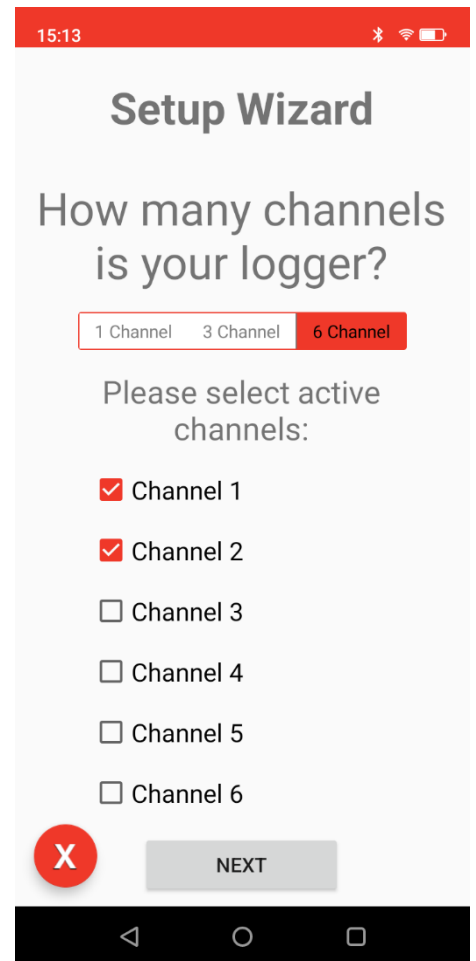 15:13
Setup Wizard
How many channels
is your logger?
1 Channel 3 Channel 6 Channel
Please select active
channels:
Channel 1
Channel 2
Channel 3
Channel 4
Channel 5
Channel 6
X
NEXT